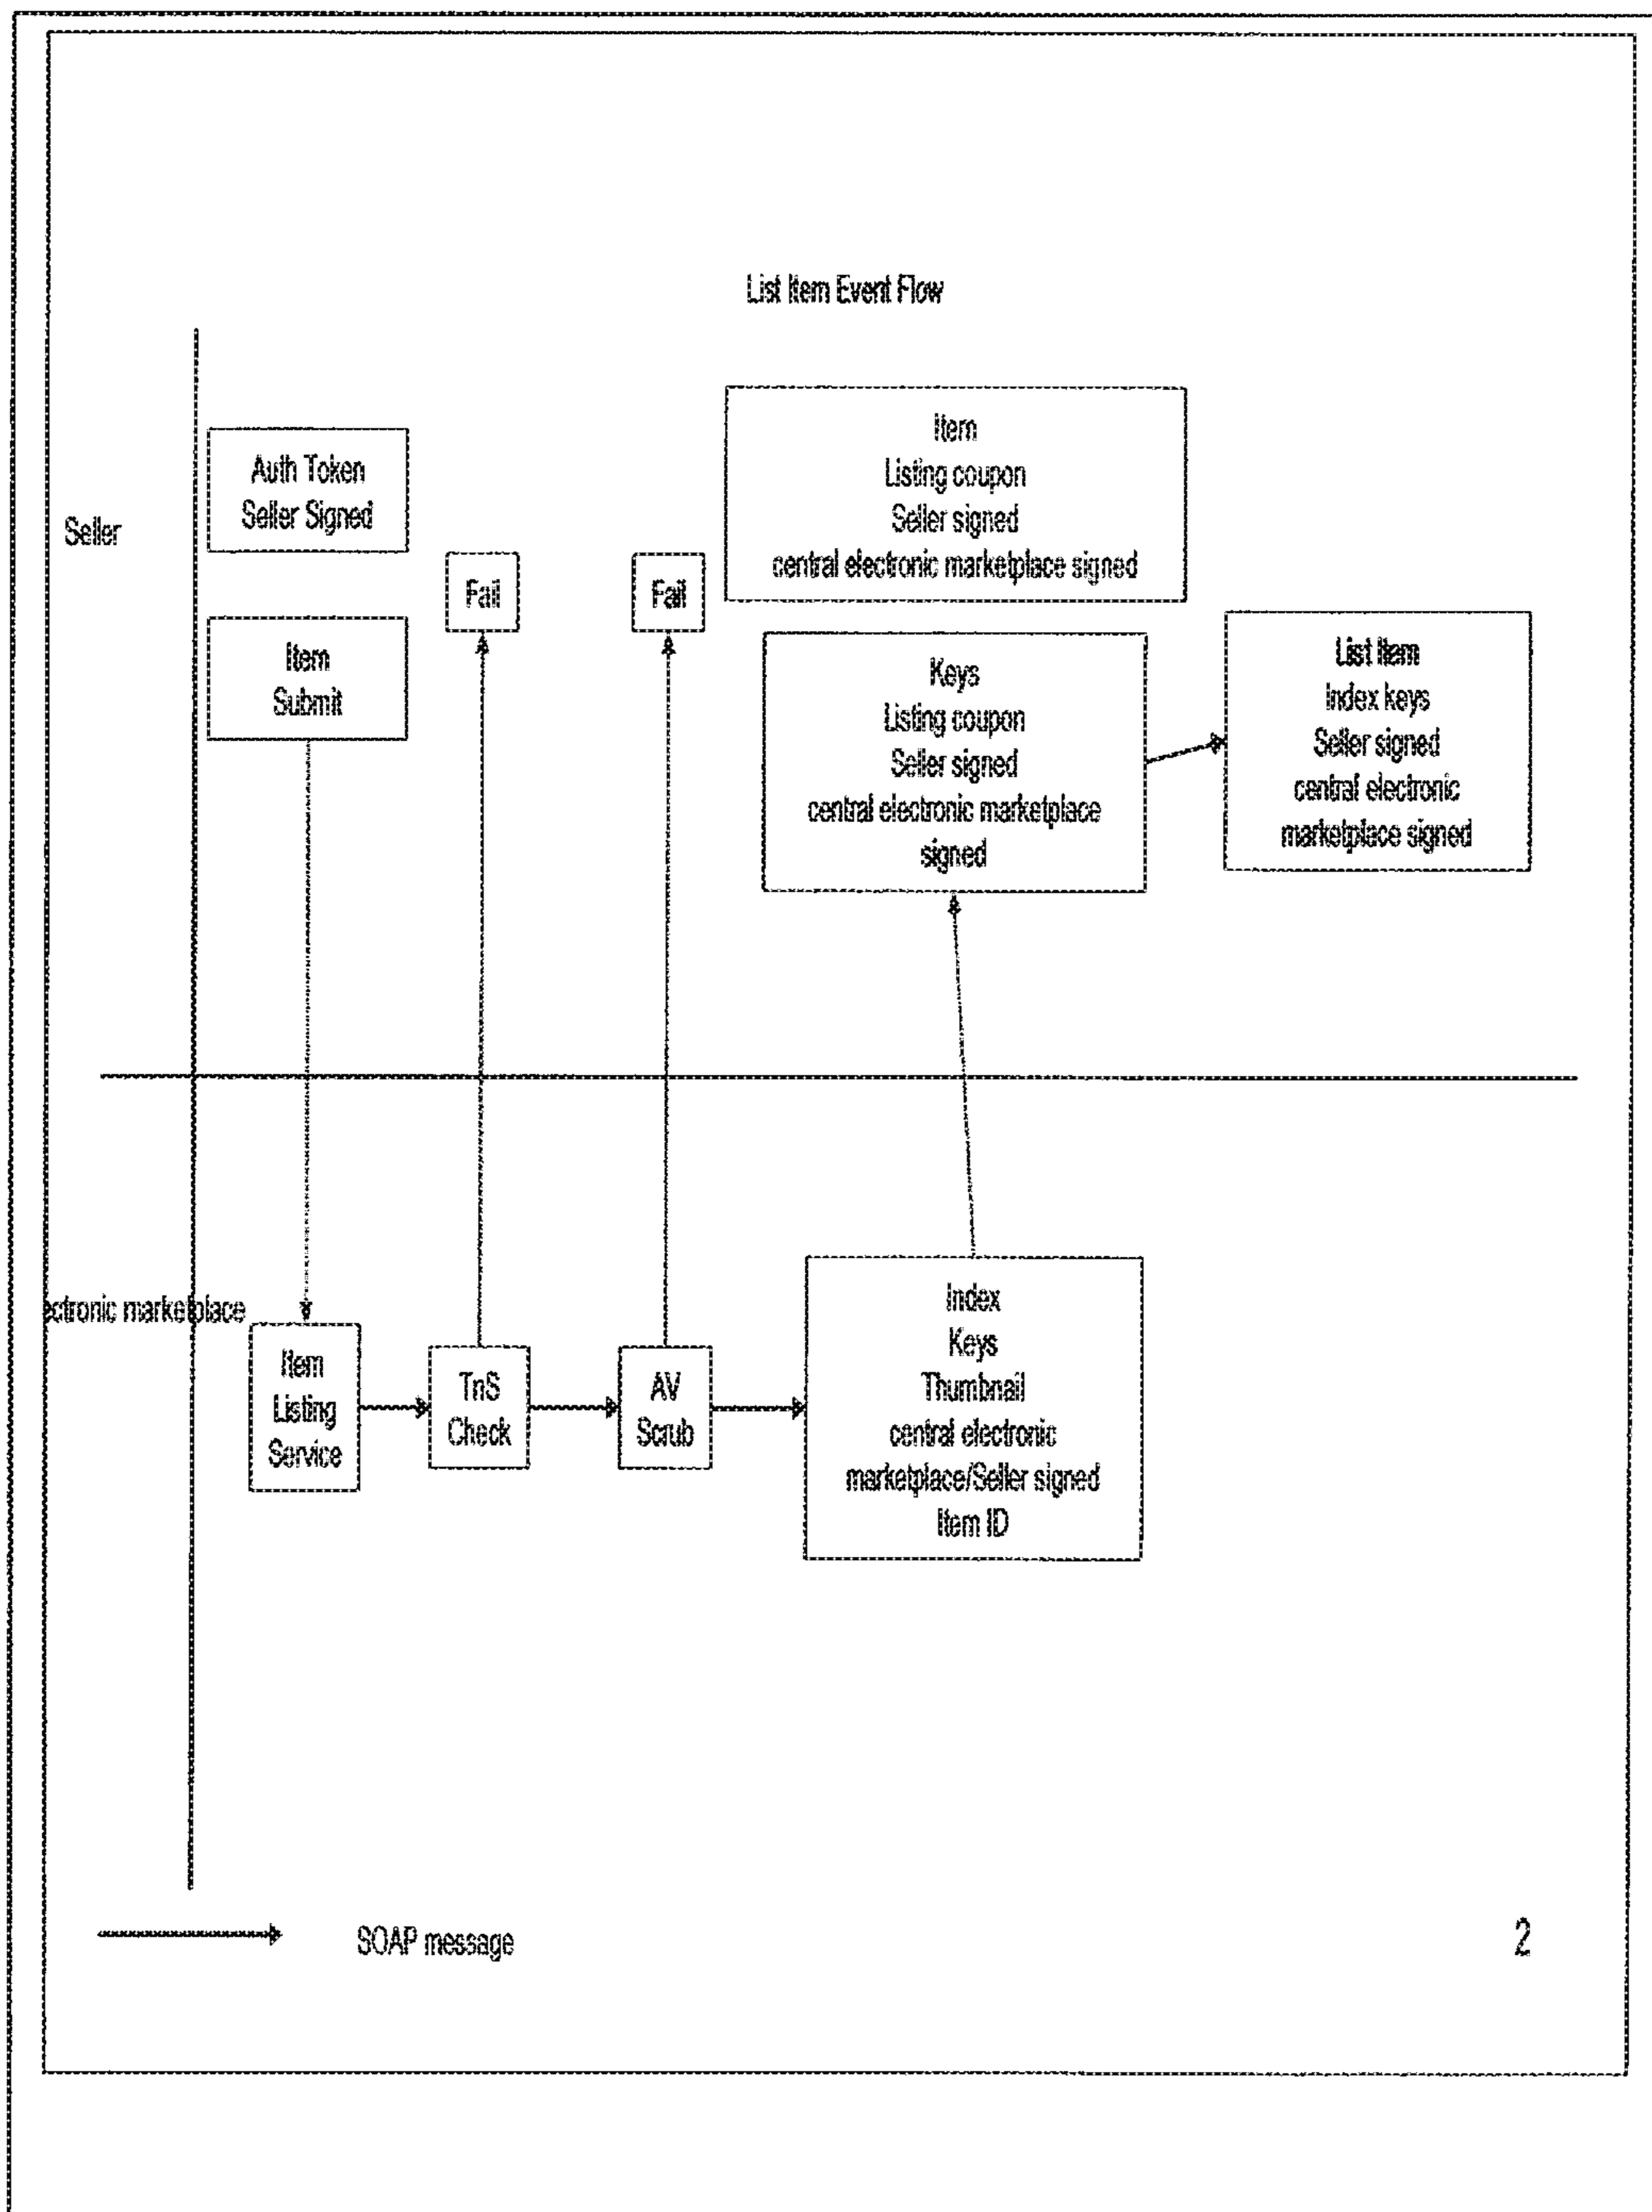 List Item Event Flow
Seller
Auth Token
Seller Signed
Item
Submit
Fail
Fail
Item
Listing coupon
Seller signed
central electronic marketplace signed
Keys
Listing coupon
Seller signed
central electronic marketplace
signed
List Item
Index keys
Seller signed
central electronic
marketplace signed
ectronic marketplace
Item
Listing
Service
TnS
Check
AV
Scrub
Index
Keys
Thumbnail
central electronic
marketplace/Seller signed
Item ID
SOAP message
2